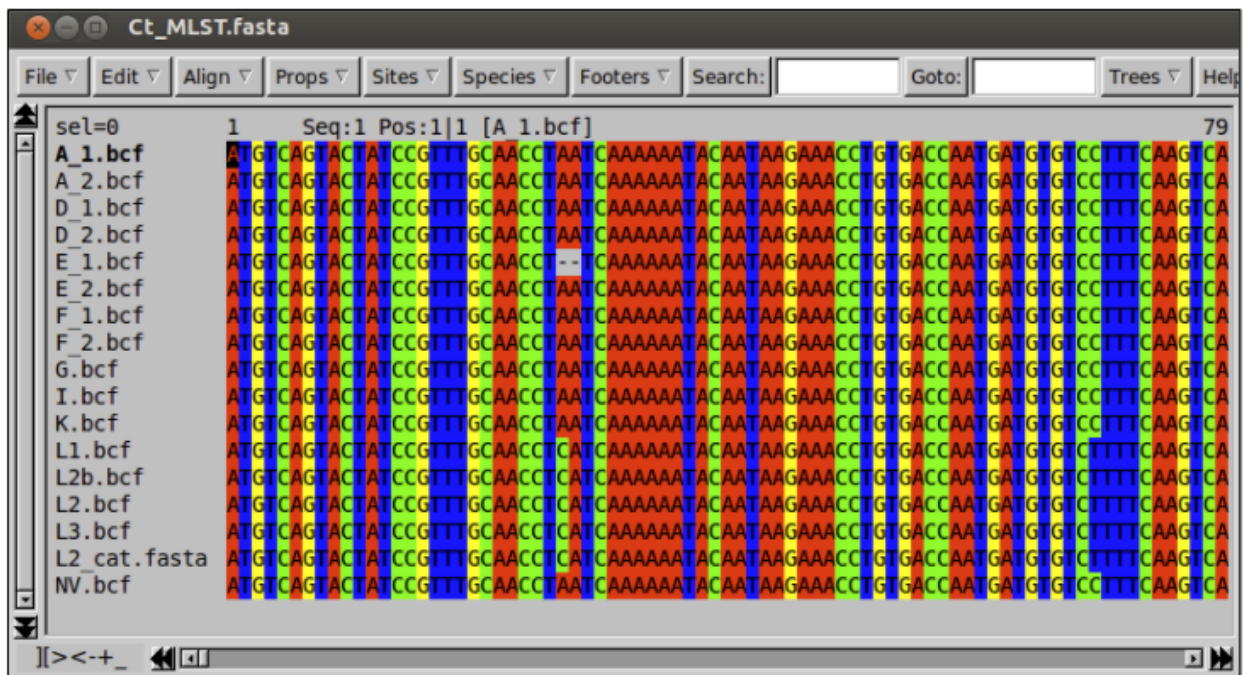 Ct_MLST.fasta
File Edit Align Props Sites Species Footers Search: Goto: Trees Help
sel=0 1 Seq:1 Pos:1|1 [A_1.bcf] 79
A_1.bcf ATGTCAGTACTATCCGTTTGCAACCTAATCAAAAAATACAATAAGAAACCTGTGACCAATGATGTGTCCTTTCAAGTCA
A_2.bcf ATGTCAGTACTATCCGTTTGCAACCTAATCAAAAAATACAATAAGAAACCTGTGACCAATGATGTGTCCTTTCAAGTCA
D_1.bcf ATGTCAGTACTATCCGTTTGCAACCTAATCAAAAAATACAATAAGAAACCTGTGACCAATGATGTGTCCTTTCAAGTCA
D_2.bcf ATGTCAGTACTATCCGTTTGCAACCTAATCAAAAAATACAATAAGAAACCTGTGACCAATGATGTGTCCTTTCAAGTCA
E_1.bcf ATGTCAGTACTATCCGTTTGCAACCT--TCAAAAAATACAATAAGAAACCTGTGACCAATGATGTGTCCTTTCAAGTCA
E_2.bcf ATGTCAGTACTATCCGTTTGCAACCTAATCAAAAAATACAATAAGAAACCTGTGACCAATGATGTGTCCTTTCAAGTCA
F_1.bcf ATGTCAGTACTATCCGTTTGCAACCTAATCAAAAAATACAATAAGAAACCTGTGACCAATGATGTGTCCTTTCAAGTCA
F_2.bcf ATGTCAGTACTATCCGTTTGCAACCTAATCAAAAAATACAATAAGAAACCTGTGACCAATGATGTGTCCTTTCAAGTCA
G.bcf ATGTCAGTACTATCCGTTTGCAACCTAATCAAAAAATACAATAAGAAACCTGTGACCAATGATGTGTCCTTTCAAGTCA
I.bcf ATGTCAGTACTATCCGTTTGCAACCTAATCAAAAAATACAATAAGAAACCTGTGACCAATGATGTGTCCTTTCAAGTCA
K.bcf ATGTCAGTACTATCCGTTTGCAACCTAATCAAAAAATACAATAAGAAACCTGTGACCAATGATGTGTCCTTTCAAGTCA
L1.bcf ATGTCAGTACTATCCGTTTGCAACCTCATCAAAAAATACAATAAGAAACCTGTGACCAATGATGTGTCTTTTCAAGTCA
L2b.bcf ATGTCAGTACTATCCGTTTGCAACCTCATCAAAAAATACAATAAGAAACCTGTGACCAATGATGTGTCTTTTCAAGTCA
L2.bcf ATGTCAGTACTATCCGTTTGCAACCTCATCAAAAAATACAATAAGAAACCTGTGACCAATGATGTGTCTTTTCAAGTCA
L3.bcf ATGTCAGTACTATCCGTTTGCAACCTCATCAAAAAATACAATAAGAAACCTGTGACCAATGATGTGTCTTTTCAAGTCA
L2_cat.fasta ATGTCAGTACTATCCGTTTGCAACCTCATCAAAAAATACAATAAGAAACCTGTGACCAATGATGTGTCTTTTCAAGTCA
NV.bcf ATGTCAGTACTATCCGTTTGCAACCTAATCAAAAAATACAATAAGAAACCTGTGACCAATGATGTGTCCTTTCAAGTCA
][><-+_